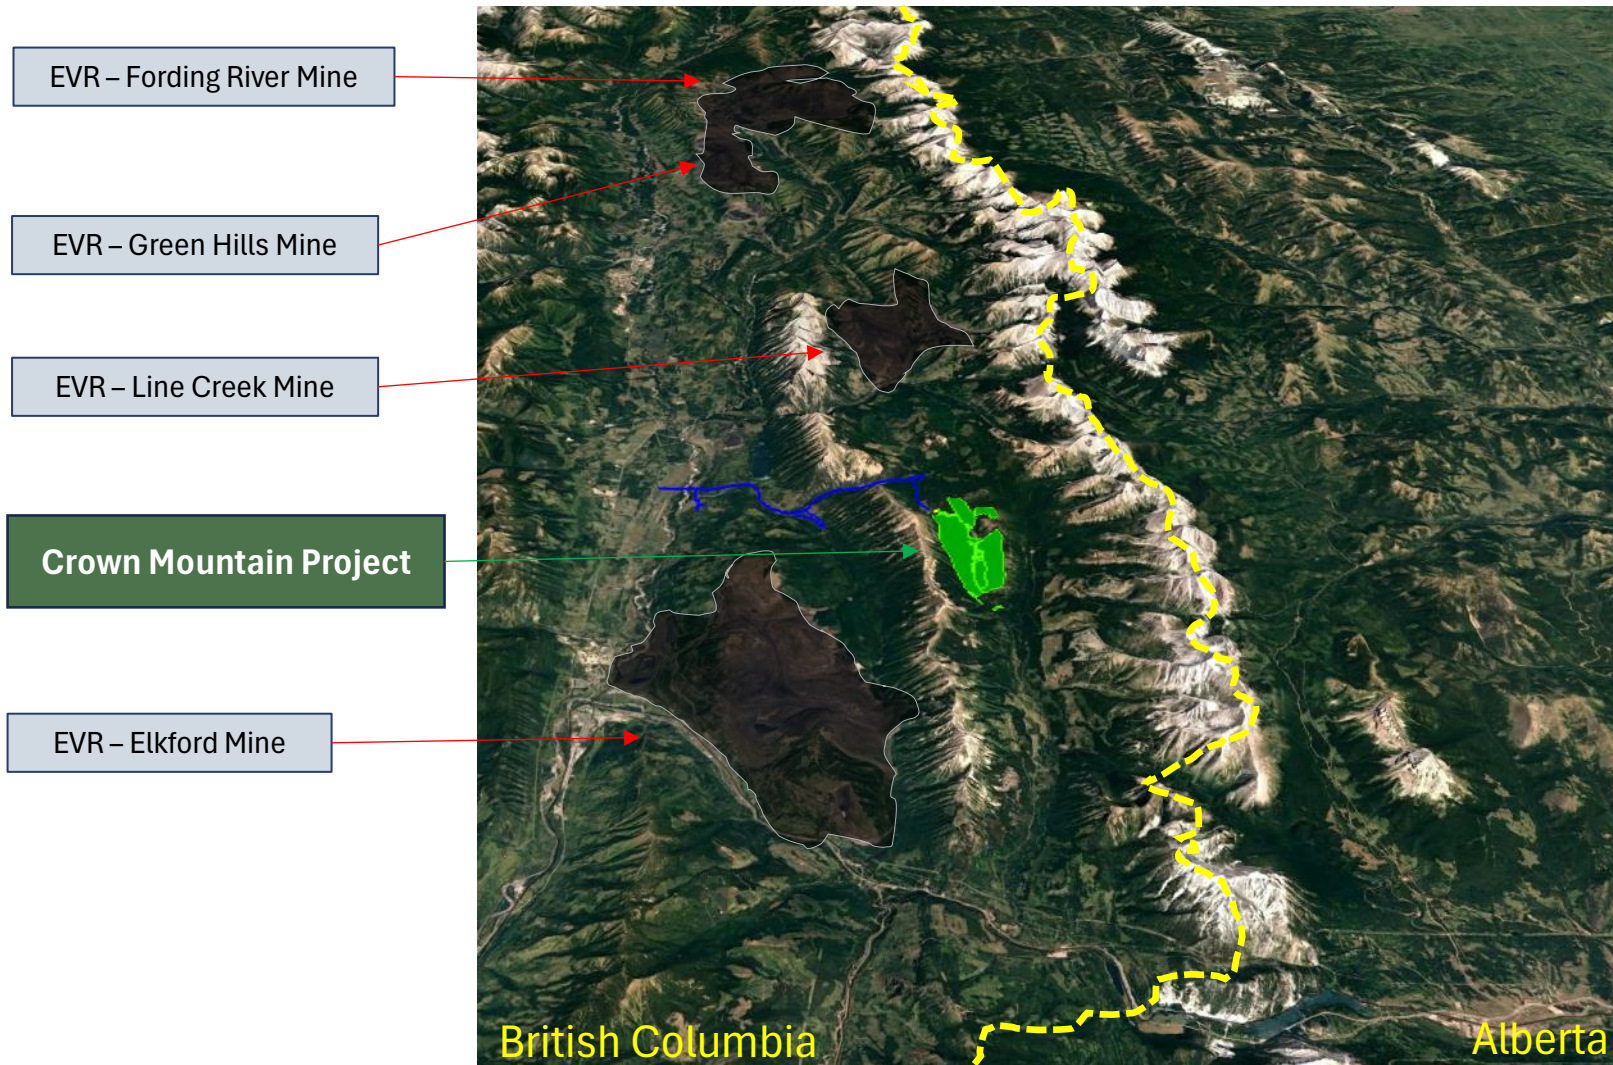 EVR – Fording River Mine
EVR – Green Hills Mine
EVR – Line Creek Mine
Crown Mountain Project
EVR – Elkford Mine
British Columbia
Alberta